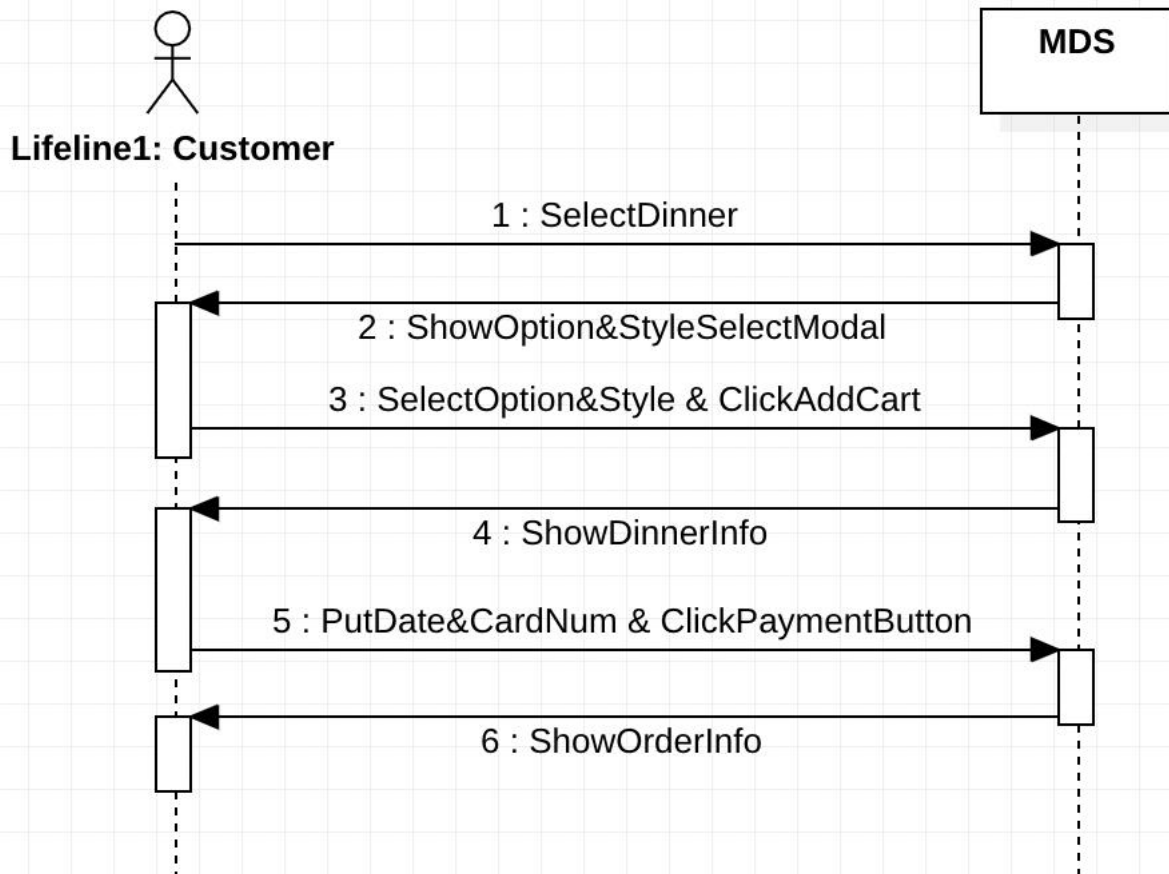 MDS
Lifeline1: Customer
1 : SelectDinner
2 : ShowOption&StyleSelectModal
3 : SelectOption&Style & ClickAddCart
4 : ShowDinnerInfo
5 : PutDate&CardNum & ClickPaymentButton
6 : ShowOrderInfo